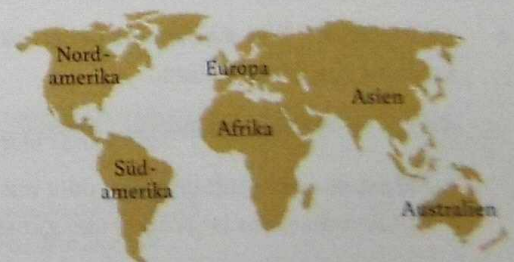 Nord-
amerika
Europa
Asien
Afrika
Süd-
amerika
Australien